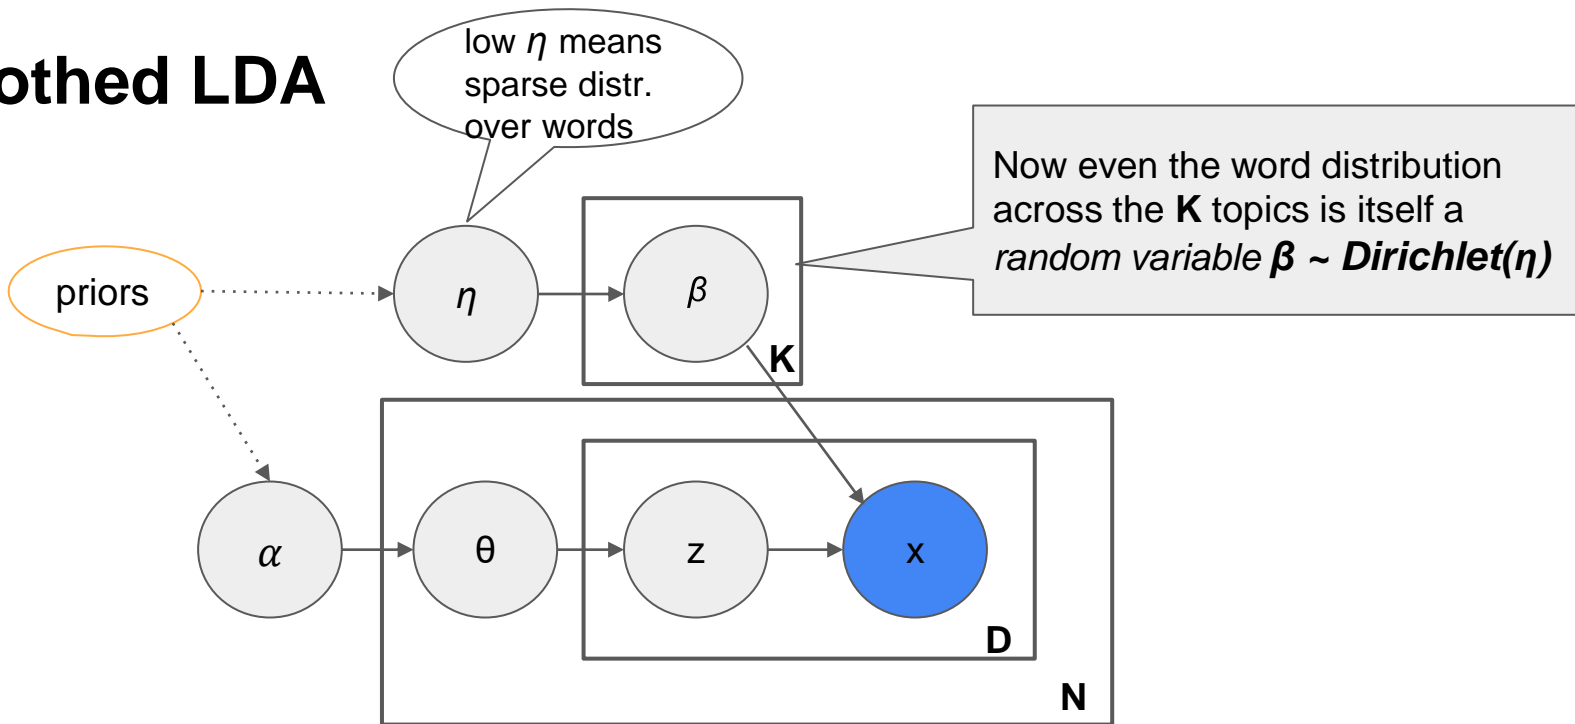 othed LDA
low η means
sparse distr.
over words
Now even the word distribution
across the K topics is itself a
random variable β ~ Dirichlet(η)
priors
η
β
K
α
θ
z
x
D
N